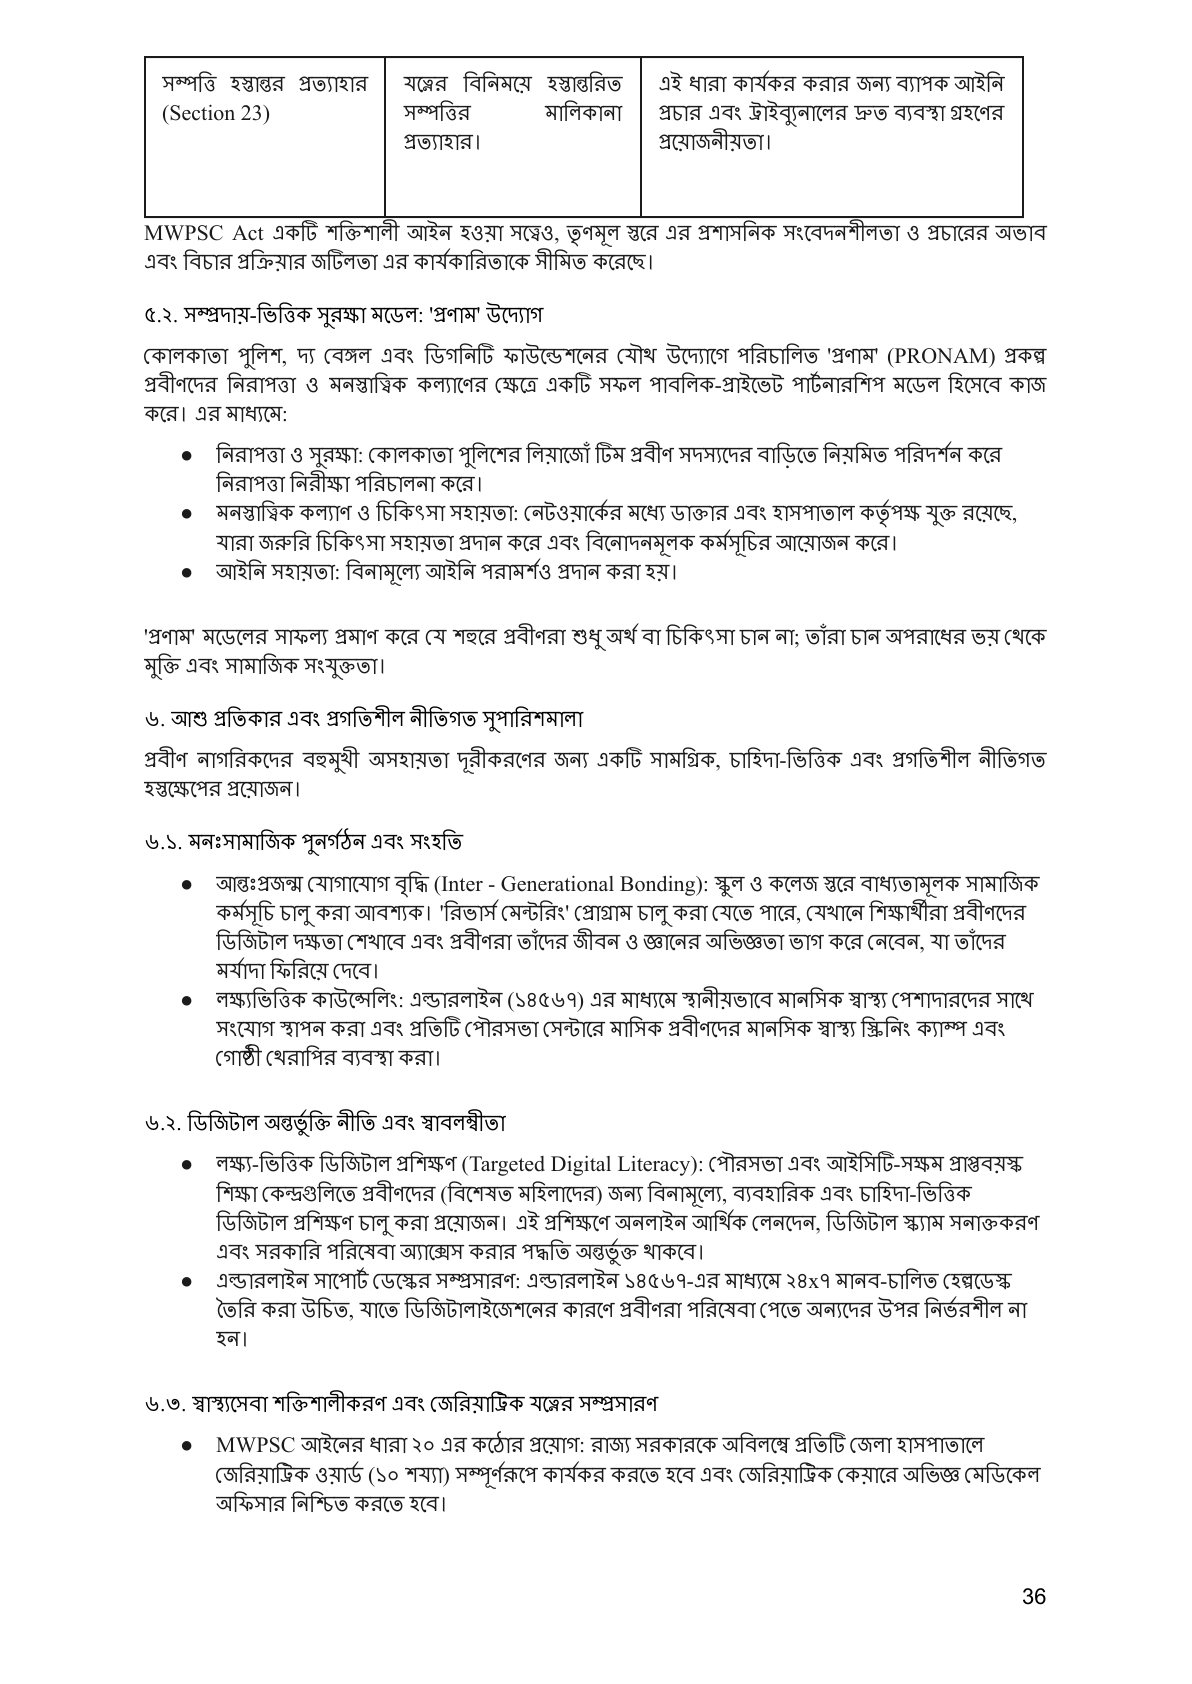 সম্পত্তি হস্তান্তর প্রত্যাহার
(Section 23)
যত্নের বিনিময়ে হস্তান্তরিত
সম্পত্তির মালিকানা
প্রত্যাহার।
এই ধারা কার্যকর করার জন্য ব্যাপক আইনি
প্রচার এবং ট্রাইব্যুনালের দ্রুত ব্যবস্থা গ্রহণের
প্রয়োজনীয়তা।
MWPSC Act একটি শক্তিশালী আইন হওয়া সত্ত্বেও, তৃণমূল স্তরে এর প্রশাসনিক সংবেদনশীলতা ও প্রচারের অভাব
এবং বিচার প্রক্রিয়ার জটিলতা এর কার্যকারিতাকে সীমিত করেছে।
৫.২. সম্প্রদায়-ভিত্তিক সুরক্ষা মডেল: 'প্রণাম' উদ্যোগ
কোলকাতা পুলিশ, দ্য বেঙ্গল এবং ডিগনিটি ফাউন্ডেশনের যৌথ উদ্যোগে পরিচালিত 'প্রণাম' (PRONAM) প্রকল্প
প্রবীণদের নিরাপত্তা ও মনস্তাত্ত্বিক কল্যাণের ক্ষেত্রে একটি সফল পাবলিক-প্রাইভেট পার্টনারশিপ মডেল হিসেবে কাজ
করে। এর মাধ্যমে:
● নিরাপত্তা ও সুরক্ষা: কোলকাতা পুলিশের লিয়াজোঁ টিম প্রবীণ সদস্যদের বাড়িতে নিয়মিত পরিদর্শন করে
নিরাপত্তা নিরীক্ষা পরিচালনা করে।
● মনস্তাত্ত্বিক কল্যাণ ও চিকিৎসা সহায়তা: নেটওয়ার্কের মধ্যে ডাক্তার এবং হাসপাতাল কর্তৃপক্ষ যুক্ত রয়েছে,
যারা জরুরি চিকিৎসা সহায়তা প্রদান করে এবং বিনোদনমূলক কর্মসূচির আয়োজন করে।
● আইনি সহায়তা: বিনামূল্যে আইনি পরামর্শও প্রদান করা হয়।
'প্রণাম' মডেলের সাফল্য প্রমাণ করে যে শহুরে প্রবীণরা শুধু অর্থ বা চিকিৎসা চান না; তাঁরা চান অপরাধের ভয় থেকে
মুক্তি এবং সামাজিক সংযুক্ততা।
৬. আশু প্রতিকার এবং প্রগতিশীল নীতিগত সুপারিশমালা
প্রবীণ নাগরিকদের বহুমুখী অসহায়তা দূরীকরণের জন্য একটি সামগ্রিক, চাহিদা-ভিত্তিক এবং প্রগতিশীল নীতিগত
হস্তক্ষেপের প্রয়োজন।
৬.১. মনঃসামাজিক পুনর্গঠন এবং সংহতি
● আন্তঃপ্রজন্ম যোগাযোগ বৃদ্ধি (Inter - Generational Bonding): স্কুল ও কলেজ স্তরে বাধ্যতামূলক সামাজিক
কর্মসূচি চালু করা আবশ্যক। 'রিভার্স মেন্টরিং' প্রোগ্রাম চালু করা যেতে পারে, যেখানে শিক্ষার্থীরা প্রবীণদের
ডিজিটাল দক্ষতা শেখাবে এবং প্রবীণরা তাঁদের জীবন ও জ্ঞানের অভিজ্ঞতা ভাগ করে নেবেন, যা তাঁদের
মর্যাদা ফিরিয়ে দেবে।
● লক্ষ্যভিত্তিক কাউন্সেলিং: এল্ডারলাইন (১৪৫৬৭) এর মাধ্যমে স্থানীয়ভাবে মানসিক স্বাস্থ্য পেশাদারদের সাথে
সংযোগ স্থাপন করা এবং প্রতিটি পৌরসভা সেন্টারে মাসিক প্রবীণদের মানসিক স্বাস্থ্য স্ক্রিনিং ক্যাম্প এবং
গোষ্ঠী থেরাপির ব্যবস্থা করা।
৬.২. ডিজিটাল অন্তর্ভুক্তি নীতি এবং স্বাবলম্বীতা
● লক্ষ্য-ভিত্তিক ডিজিটাল প্রশিক্ষণ (Targeted Digital Literacy): পৌরসভা এবং আইসিটি-সক্ষম প্রাপ্তবয়স্ক
শিক্ষা কেন্দ্রগুলিতে প্রবীণদের (বিশেষত মহিলাদের) জন্য বিনামূল্যে, ব্যবহারিক এবং চাহিদা-ভিত্তিক
ডিজিটাল প্রশিক্ষণ চালু করা প্রয়োজন। এই প্রশিক্ষণে অনলাইন আর্থিক লেনদেন, ডিজিটাল স্ক্যাম সনাক্তকরণ
এবং সরকারি পরিষেবা অ্যাক্সেস করার পদ্ধতি অন্তর্ভুক্ত থাকবে।
● এল্ডারলাইন সাপোর্ট ডেস্কের সম্প্রসারণ: এল্ডারলাইন ১৪৫৬৭-এর মাধ্যমে ২৪x৭ মানব-চালিত হেল্পডেস্ক
তৈরি করা উচিত, যাতে ডিজিটালাইজেশনের কারণে প্রবীণরা পরিষেবা পেতে অন্যদের উপর নির্ভরশীল না
হন।
৬.৩. স্বাস্থ্যসেবা শক্তিশালীকরণ এবং জেরিয়াট্রিক যত্নের সম্প্রসারণ
● MWPSC আইনের ধারা ২০ এর কঠোর প্রয়োগ: রাজ্য সরকারকে অবিলম্বে প্রতিটি জেলা হাসপাতালে
জেরিয়াট্রিক ওয়ার্ড (১০ শয্যা) সম্পূর্ণরূপে কার্যকর করতে হবে এবং জেরিয়াট্রিক কেয়ারে অভিজ্ঞ মেডিকেল
অফিসার নিশ্চিত করতে হবে।
36